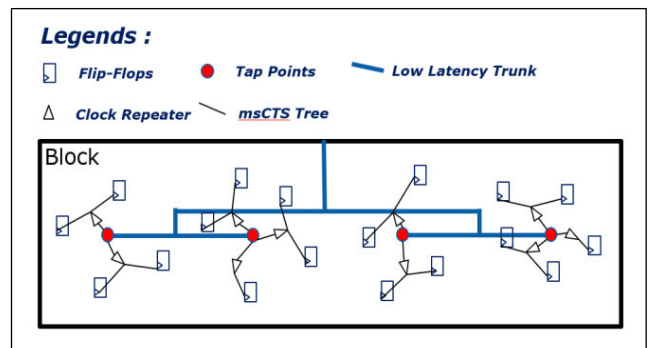 Legends :
Flip-Flops Tap Points Low Latency Trunk
Clock Repeater msCTS Tree
Block